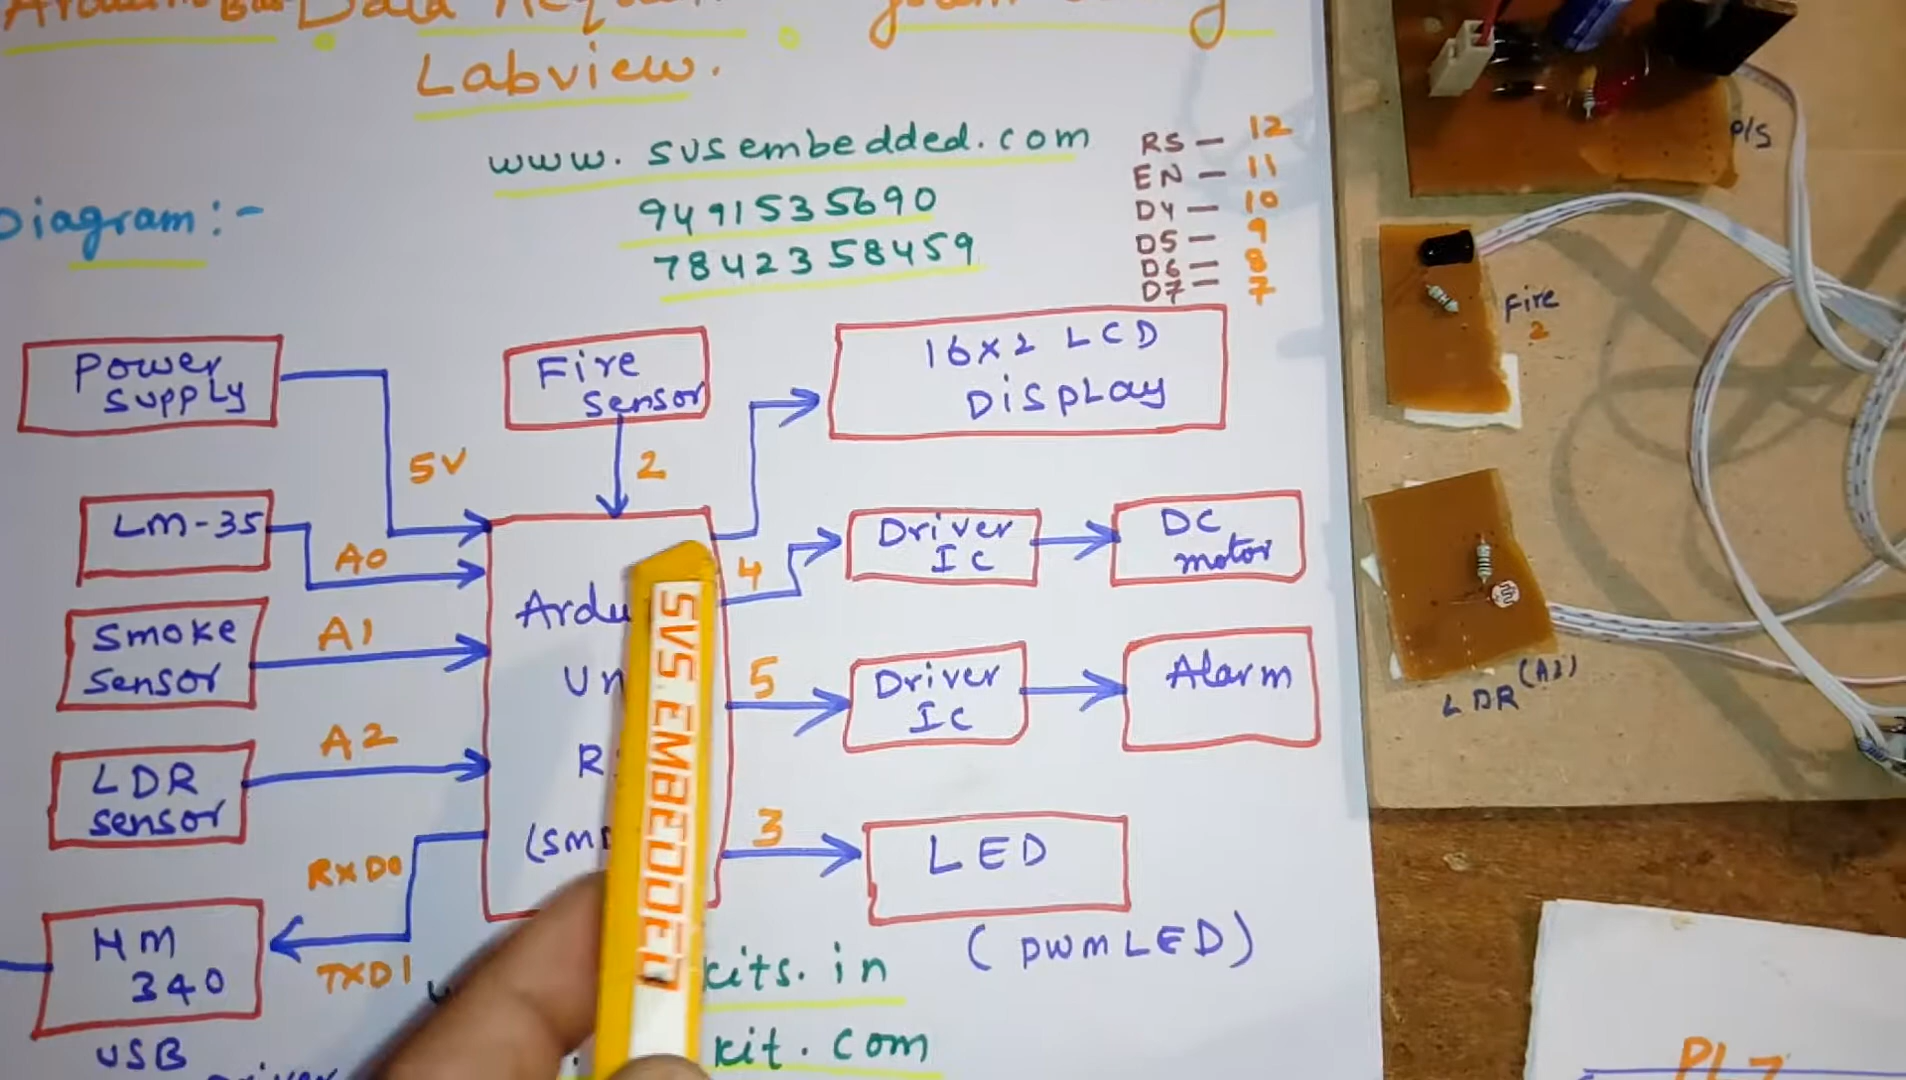 Labview.
www.svsembedded.com
9491535690
7842358459
RS - 12
EN - 11
D4 - 10
D5 - 9
D6 - 8
D7 - 7
Diagram:-
Power supply
5V
Fire sensor
2
16x2 LCD Display
LM-35
A0
Smoke sensor
A1
LDR sensor
A2
RXD0
TXD1
HM 340
USB
4
Driver IC
DC motor
5
Driver IC
Alarm
3
LED
(PWMLED)
SVS EMBEDDED
kits.in
kit.com
P/S
Fire
2
LDR